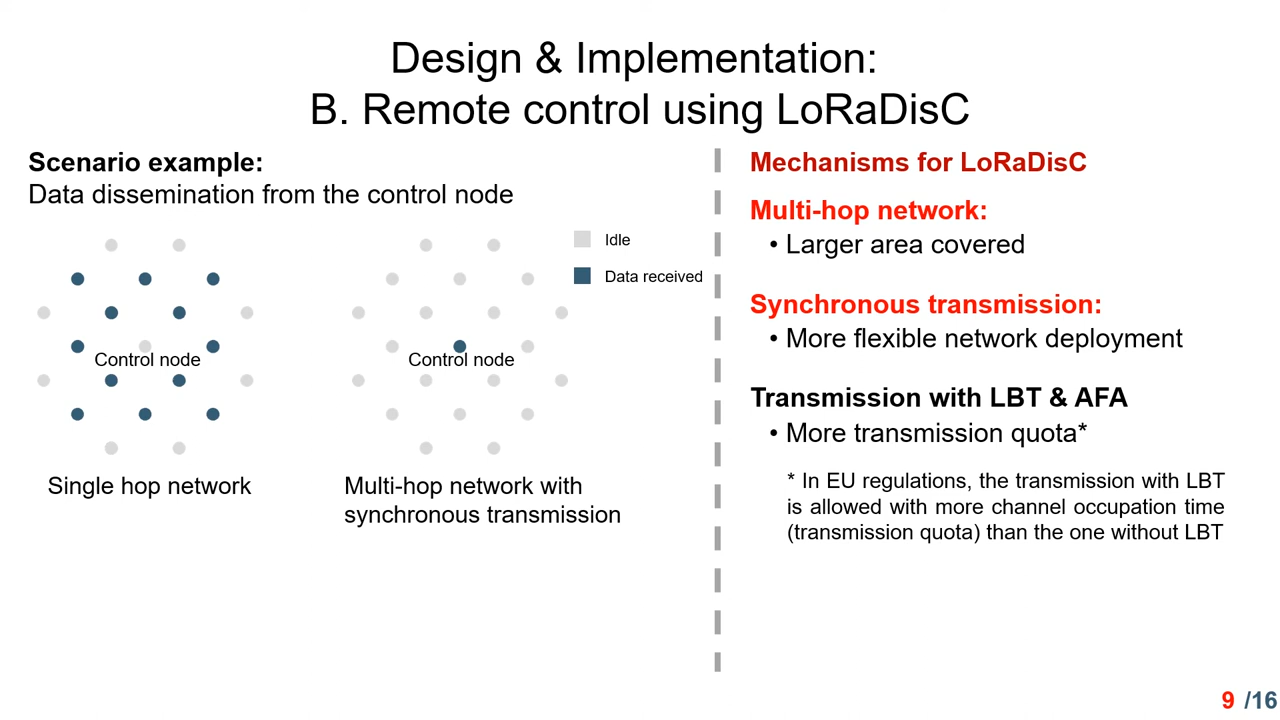 Design & Implementation:
B. Remote control using LoRaDisC
Scenario example:
Data dissemination from the control node
Idle
Data received
Control node
Control node
Single hop network
Multi-hop network with
synchronous transmission
Mechanisms for LoRaDisC
Multi-hop network:
• Larger area covered
Synchronous transmission:
• More flexible network deployment
Transmission with LBT & AFA
• More transmission quota*
* In EU regulations, the transmission with LBT
is allowed with more channel occupation time
(transmission quota) than the one without LBT
9 /16